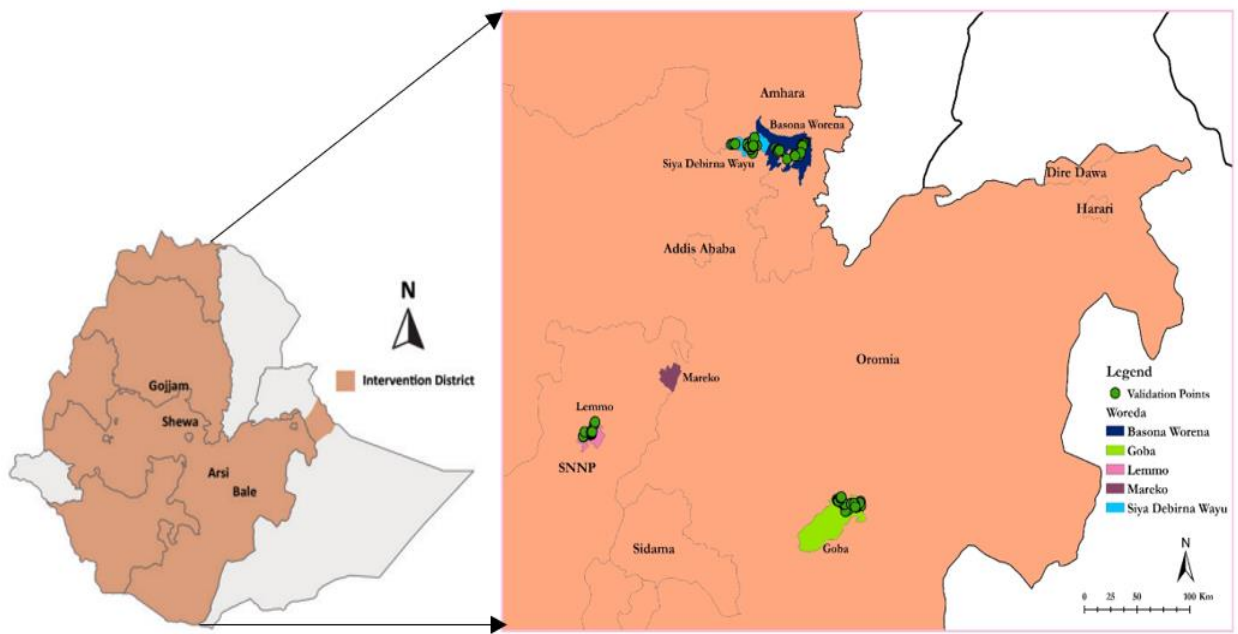 N
Intervention District
Gojjam
Shewa
Arsi
Bale
Amhara
Basona Worena
Siya Debirna Wayu
Dire Dawa
Harari
Addis Ababa
Oromia
Mareko
Lemmo
SNNP
Sidama
Goba
Legend
Validation Points
Woreda
Basona Worena
Goba
Lemmo
Mareko
Siya Debirna Wayu
N
0 25 50 100 Km